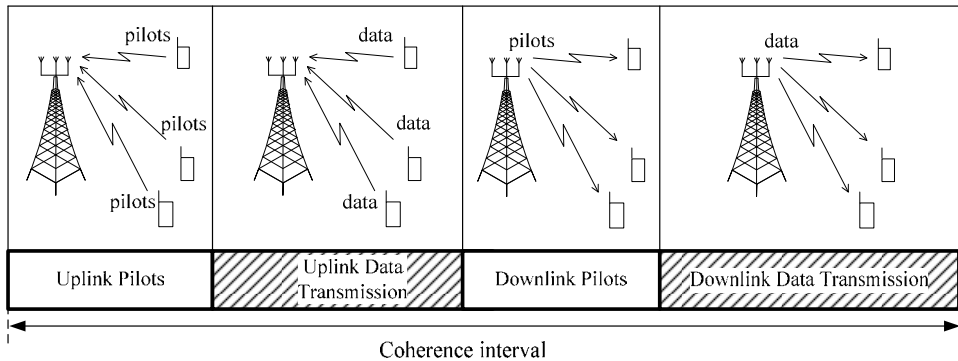 pilots
pilots
pilots
data
data
data
pilots
data
Uplink Pilots
Uplink Data
Transmission
Downlink Pilots
Downlink Data Transmission
Coherence interval